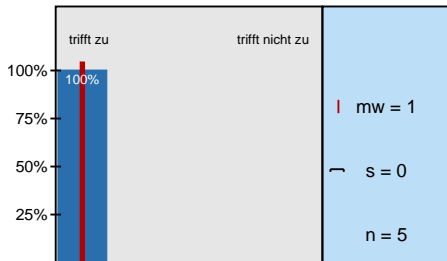 trifft zu trifft nicht zu
100%
100%
75%
50%
25%
mw = 1
s = 0
n = 5